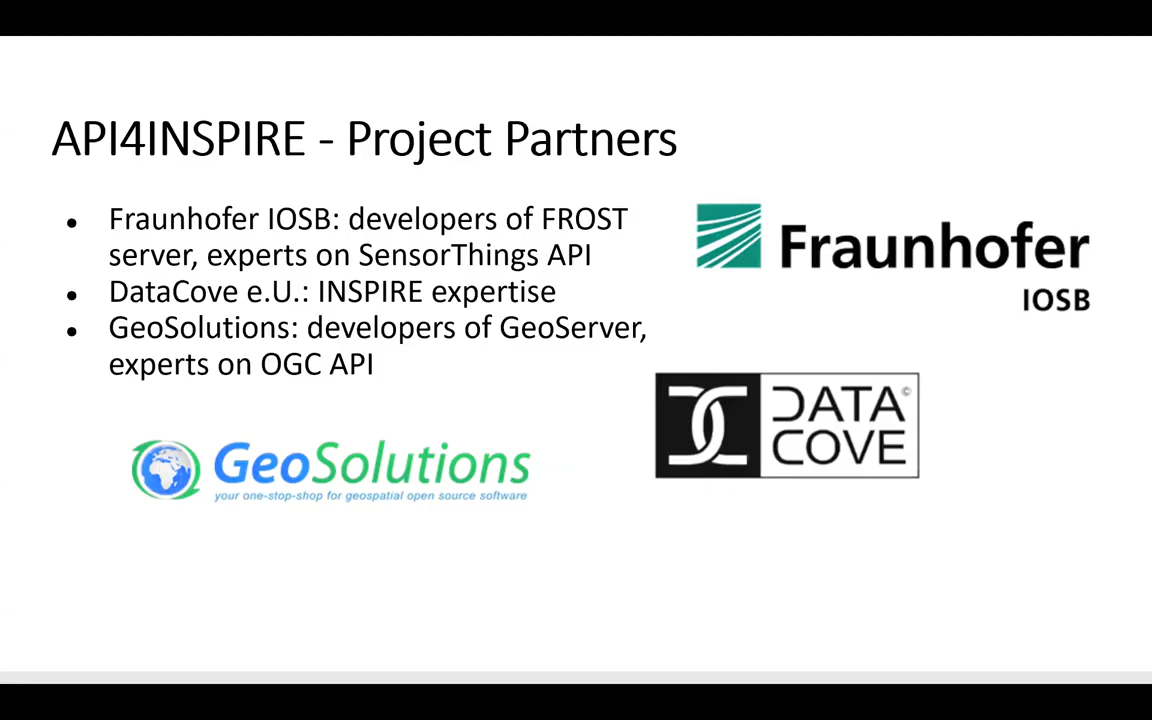 API4INSPIRE - Project Partners
● Fraunhofer IOSB: developers of FROST
server, experts on SensorThings API
● DataCove e.U.: INSPIRE expertise
● GeoSolutions: developers of GeoServer,
experts on OGC API
Fraunhofer
IOSB
DATA©
COVE
GeoSolutions
your one-stop-shop for geospatial open source software